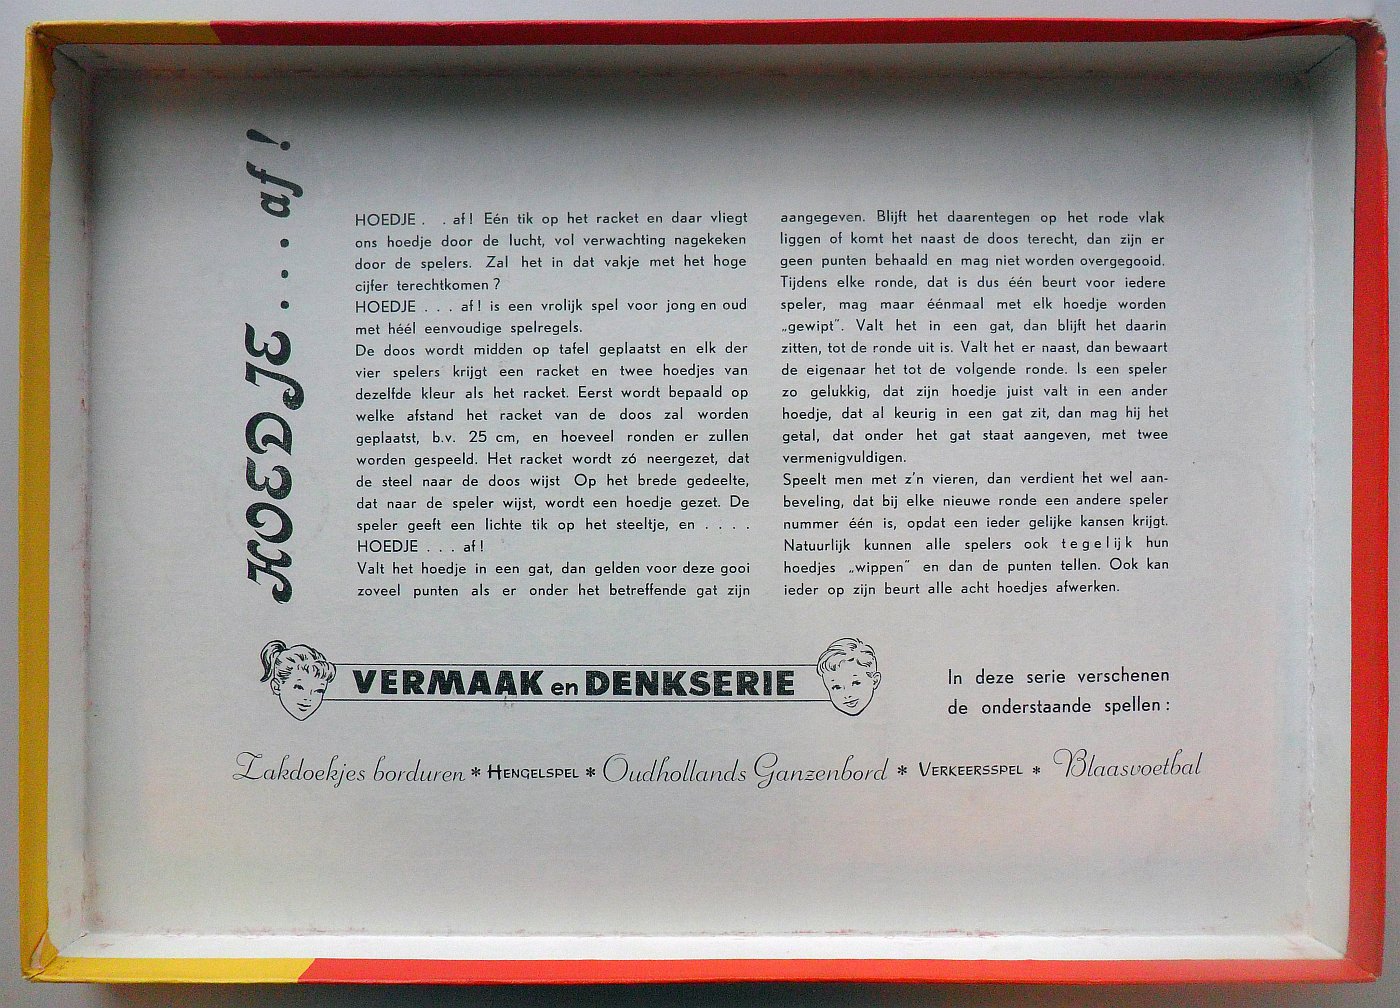 HOEDJE . . . af!
HOEDJE . . af! Eén tik op het racket en daar vliegt
ons hoedje door de lucht, vol verwachting nagekeken
door de spelers. Zal het in dat vakje met het hoge
cijfer terechtkomen ?
HOEDJE . . . af! is een vrolijk spel voor jong en oud
met héél eenvoudige spelregels.
De doos wordt midden op tafel geplaatst en elk der
vier spelers krijgt een racket en twee hoedjes van
dezelfde kleur als het racket. Eerst wordt bepaald op
welke afstand het racket van de doos zal worden
geplaatst, b.v. 25 cm, en hoeveel ronden er zullen
worden gespeeld. Het racket wordt zó neergezet, dat
de steel naar de doos wijst Op het brede gedeelte,
dat naar de speler wijst, wordt een hoedje gezet. De
speler geeft een lichte tik op het steeltje, en . . . .
HOEDJE . . . af!
Valt het hoedje in een gat, dan gelden voor deze gooi
zoveel punten als er onder het betreffende gat zijn
aangegeven. Blijft het daarentegen op het rode vlak
liggen of komt het naast de doos terecht, dan zijn er
geen punten behaald en mag niet worden overgegooid.
Tijdens elke ronde, dat is dus één beurt voor iedere
speler, mag maar éénmaal met elk hoedje worden
„gewipt”. Valt het in een gat, dan blijft het daarin
zitten, tot de ronde uit is. Valt het er naast, dan bewaart
de eigenaar het tot de volgende ronde. Is een speler
zo gelukkig, dat zijn hoedje juist valt in een ander
hoedje, dat al keurig in een gat zit, dan mag hij het
getal, dat onder het gat staat aangeven, met twee
vermenigvuldigen.
Speelt men met z’n vieren, dan verdient het wel aan-
beveling, dat bij elke nieuwe ronde een andere speler
nummer één is, opdat een ieder gelijke kansen krijgt.
Natuurlijk kunnen alle spelers ook tegelijk hun
hoedjes „wippen” en dan de punten tellen. Ook kan
ieder op zijn beurt alle acht hoedjes afwerken.
VERMAAK en DENKSERIE
In deze serie verschenen
de onderstaande spellen :
Zakdoekjes borduren * HENGELSPEL * Oudhollands Ganzenbord * VERKEERSSPEL * Blaasvoetbal